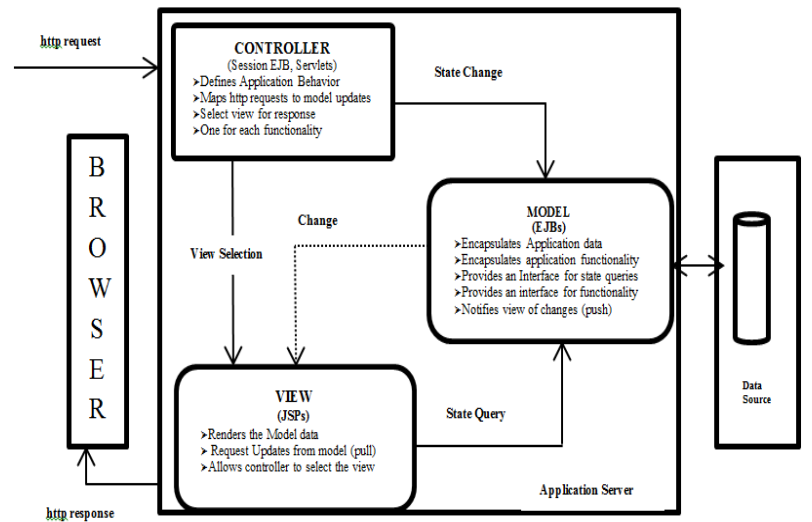 http request
CONTROLLER
(Session EJB, Servlets)
➤Defines Application Behavior
➤Maps http requests to model updates
➤Select view for response
➤One for each functionality
State Change
BROWSER
MODEL
(EJBs)
➤Encapsulates Application data
➤Encapsulates application functionality
➤Provides an Interface for state queries
➤Provides an interface for functionality
➤Notifies view of changes (push)
Change
View Selection
VIEW
(JSPs)
➤Renders the Model data
➤ Request Updates from model (pull)
➤Allows controller to select the view
State Query
Data
Source
Application Server
http response